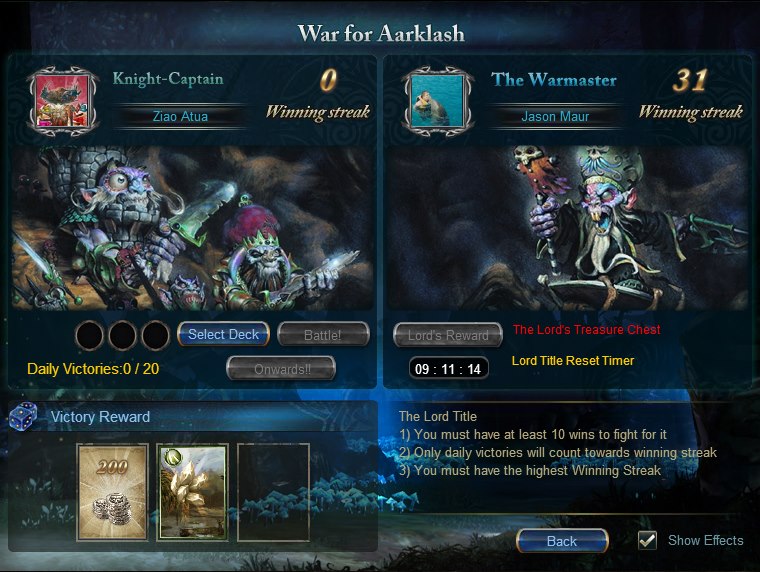 War for Aarklash
Knight-Captain
0
Ziao Atua
Winning streak
The Warmaster
31
Jason Maur
Winning streak
Select Deck
Battle!
Daily Victories:0 / 20
Onwards!!
Lord's Reward
The Lord's Treasure Chest
09 : 11 : 14
Lord Title Reset Timer
Victory Reward
200
The Lord Title
1) You must have at least 10 wins to fight for it
2) Only daily victories will count towards winning streak
3) You must have the highest Winning Streak
Back
Show Effects